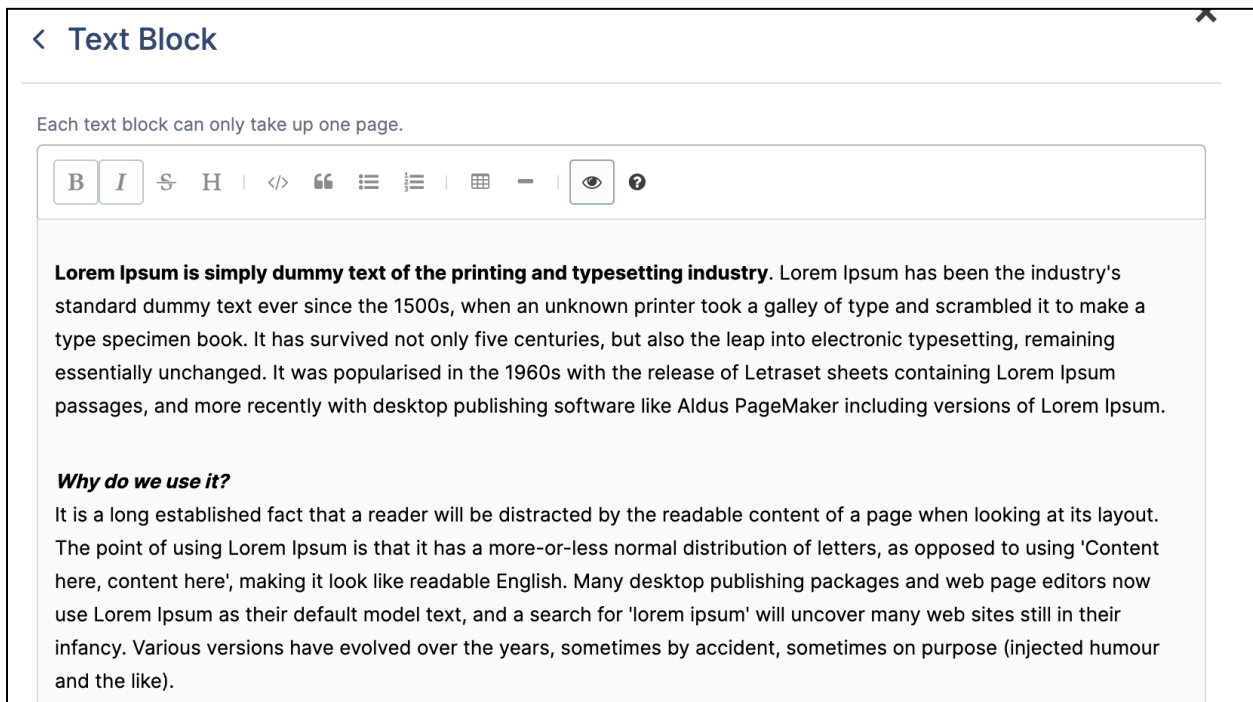 Text Block
Each text block can only take up one page.
B I S H
Lorem Ipsum is simply dummy text of the printing and typesetting industry. Lorem Ipsum has been the industry's
standard dummy text ever since the 1500s, when an unknown printer took a galley of type and scrambled it to make a
type specimen book. It has survived not only five centuries, but also the leap into electronic typesetting, remaining
essentially unchanged. It was popularised in the 1960s with the release of Letraset sheets containing Lorem Ipsum
passages, and more recently with desktop publishing software like Aldus PageMaker including versions of Lorem Ipsum.
Why do we use it?
It is a long established fact that a reader will be distracted by the readable content of a page when looking at its layout.
The point of using Lorem Ipsum is that it has a more-or-less normal distribution of letters, as opposed to using 'Content
here, content here', making it look like readable English. Many desktop publishing packages and web page editors now
use Lorem Ipsum as their default model text, and a search for 'lorem ipsum' will uncover many web sites still in their
infancy. Various versions have evolved over the years, sometimes by accident, sometimes on purpose (injected humour
and the like).